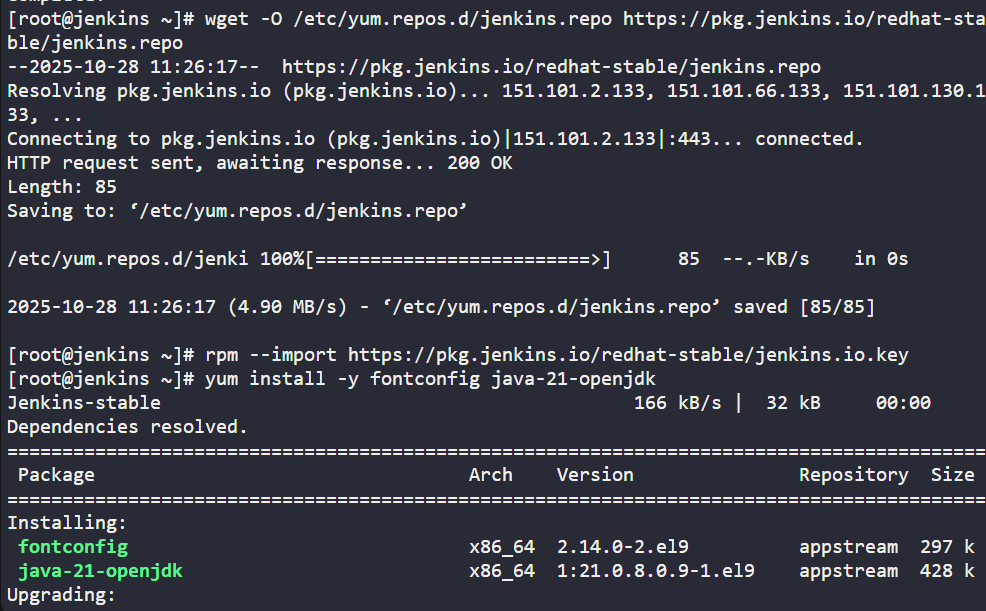 [root@jenkins ~]# wget -O /etc/yum.repos.d/jenkins.repo https://pkg.jenkins.io/redhat-sta
ble/jenkins.repo
--2025-10-28 11:26:17--  https://pkg.jenkins.io/redhat-stable/jenkins.repo
Resolving pkg.jenkins.io (pkg.jenkins.io)... 151.101.2.133, 151.101.66.133, 151.101.130.1
33, ...
Connecting to pkg.jenkins.io (pkg.jenkins.io)|151.101.2.133|:443... connected.
HTTP request sent, awaiting response... 200 OK
Length: 85
Saving to: ‘/etc/yum.repos.d/jenkins.repo’

/etc/yum.repos.d/jenki 100%[=========================>]      85  --.-KB/s    in 0s

2025-10-28 11:26:17 (4.90 MB/s) - ‘/etc/yum.repos.d/jenkins.repo’ saved [85/85]

[root@jenkins ~]# rpm --import https://pkg.jenkins.io/redhat-stable/jenkins.io.key
[root@jenkins ~]# yum install -y fontconfig java-21-openjdk
Jenkins-stable                                           166 kB/s |  32 kB     00:00
Dependencies resolved.
=========================================================================================
 Package                                  Arch    Version               Repository  Size
=========================================================================================
Installing:
 fontconfig                               x86_64  2.14.0-2.el9          appstream  297 k
 java-21-openjdk                          x86_64  1:21.0.8.0.9-1.el9    appstream  428 k
Upgrading: